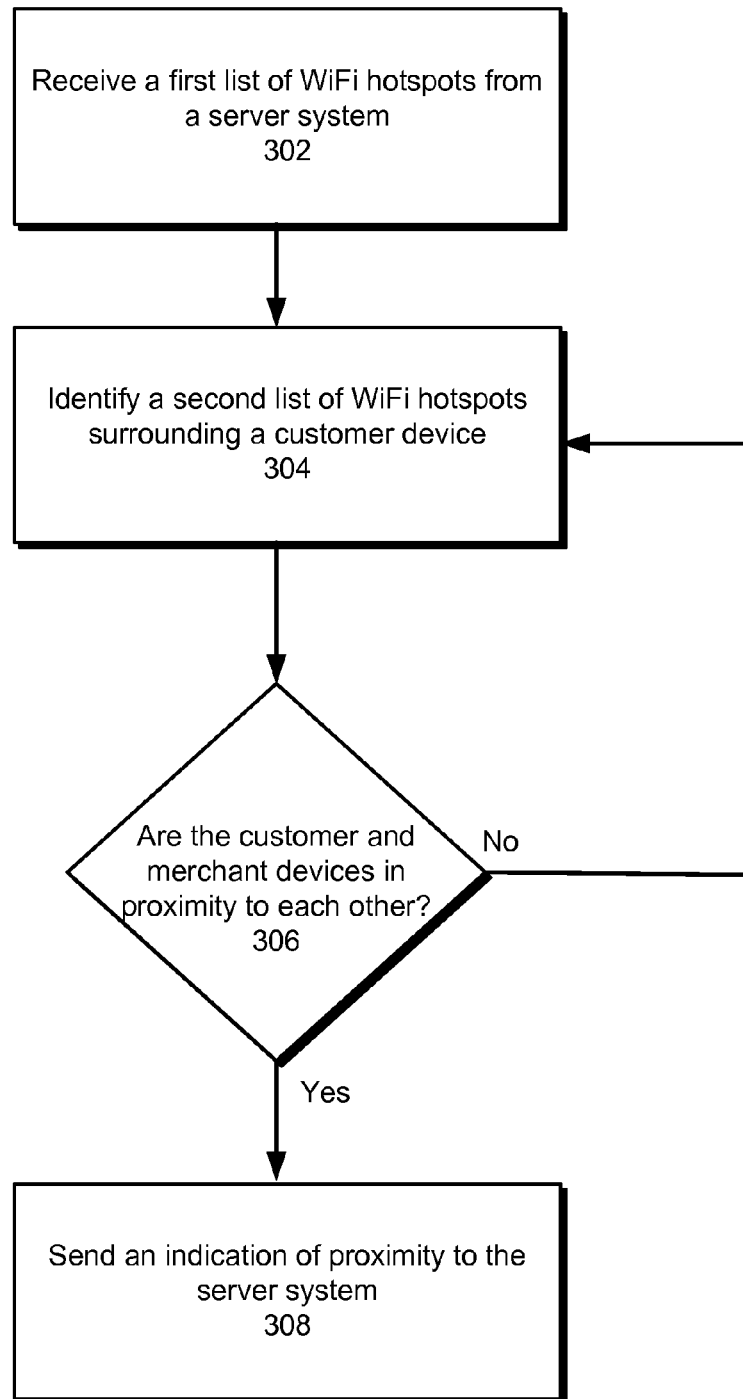 Receive a first list of WiFi hotspots from
a server system
302
Identify a second list of WiFi hotspots
surrounding a customer device
304
Are the customer and
merchant devices in
proximity to each other?
306
No
Yes
Send an indication of proximity to the
server system
308